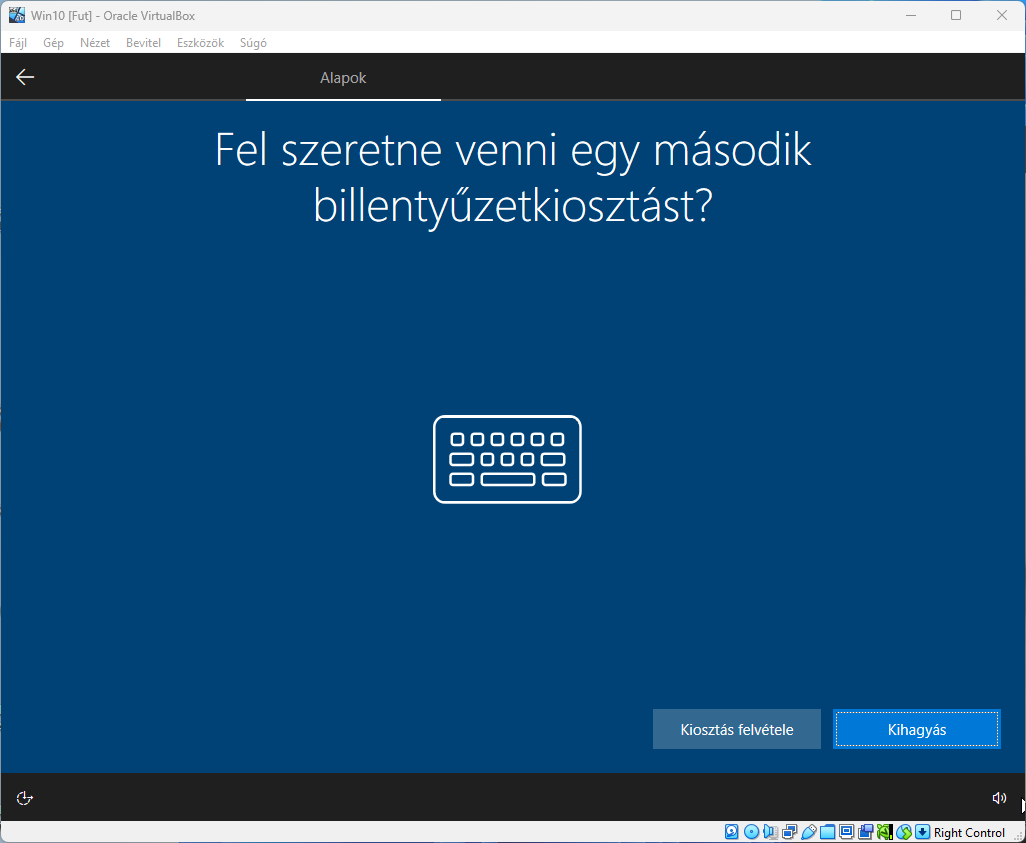 Win10 [Fut] - Oracle VirtualBox
Fájl Gép Nézet Bevitel Eszközök Súgó
Alapok
Fel szeretne venni egy második
billentyűzetkiosztást?
Kiosztás felvétele Kihagyás
Right Control